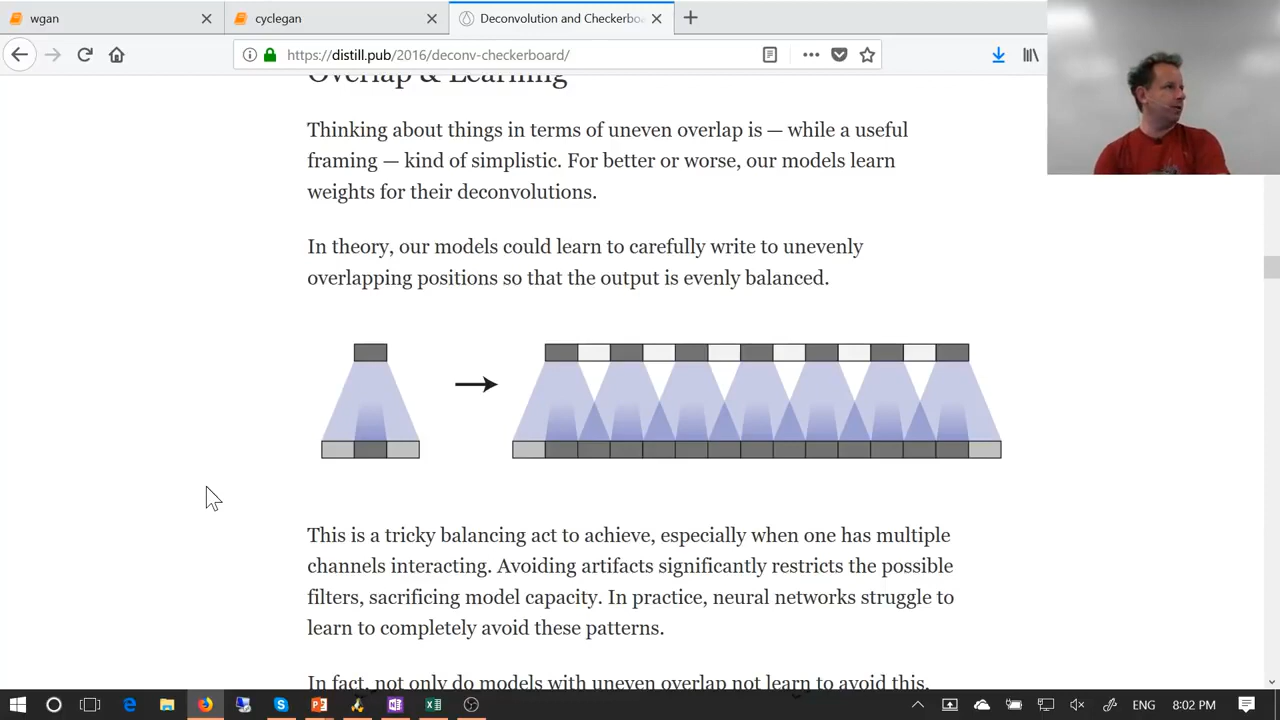 wgan
cyclegan
Deconvolution and Checkerbo
https://distill.pub/2016/deconv-checkerboard/
Overlap & Learning
Thinking about things in terms of uneven overlap is — while a useful
framing — kind of simplistic. For better or worse, our models learn
weights for their deconvolutions.
In theory, our models could learn to carefully write to unevenly
overlapping positions so that the output is evenly balanced.
This is a tricky balancing act to achieve, especially when one has multiple
channels interacting. Avoiding artifacts significantly restricts the possible
filters, sacrificing model capacity. In practice, neural networks struggle to
learn to completely avoid these patterns.
In fact, not only do models with uneven overlap not learn to avoid this,
ENG
8:02 PM